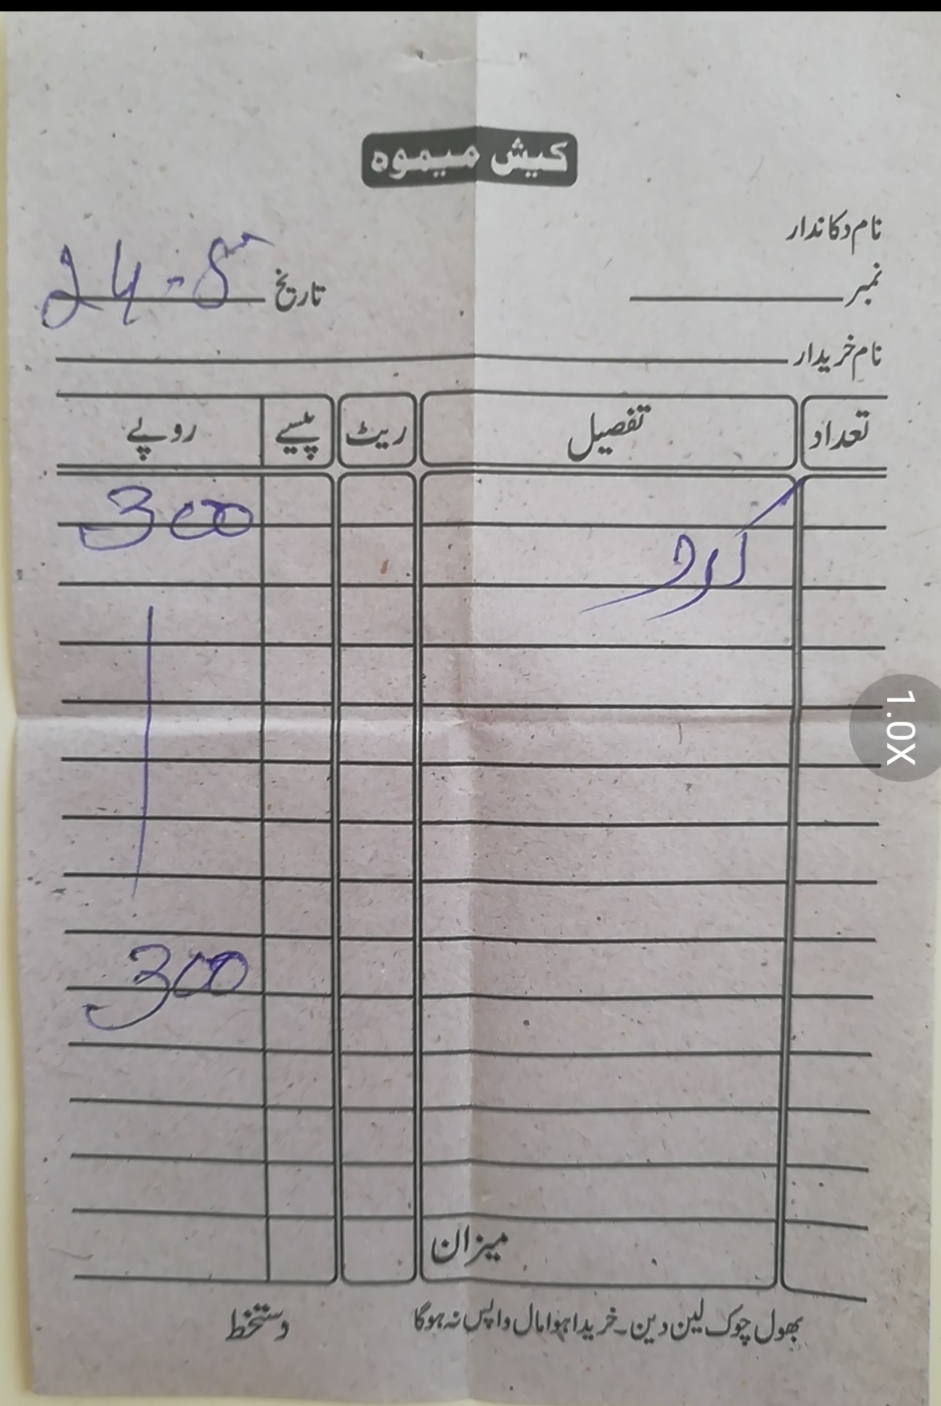 کیش میموہ
نام دکاندار
نمبر
تاریخ 24-8
نام خریدار
تعداد تفصیل ریٹ پیسے روپے
300
300
میزان
بھول چوک لین دین۔ خریدا ہوا مال واپس نہ ہوگا
دستخط
1.0X